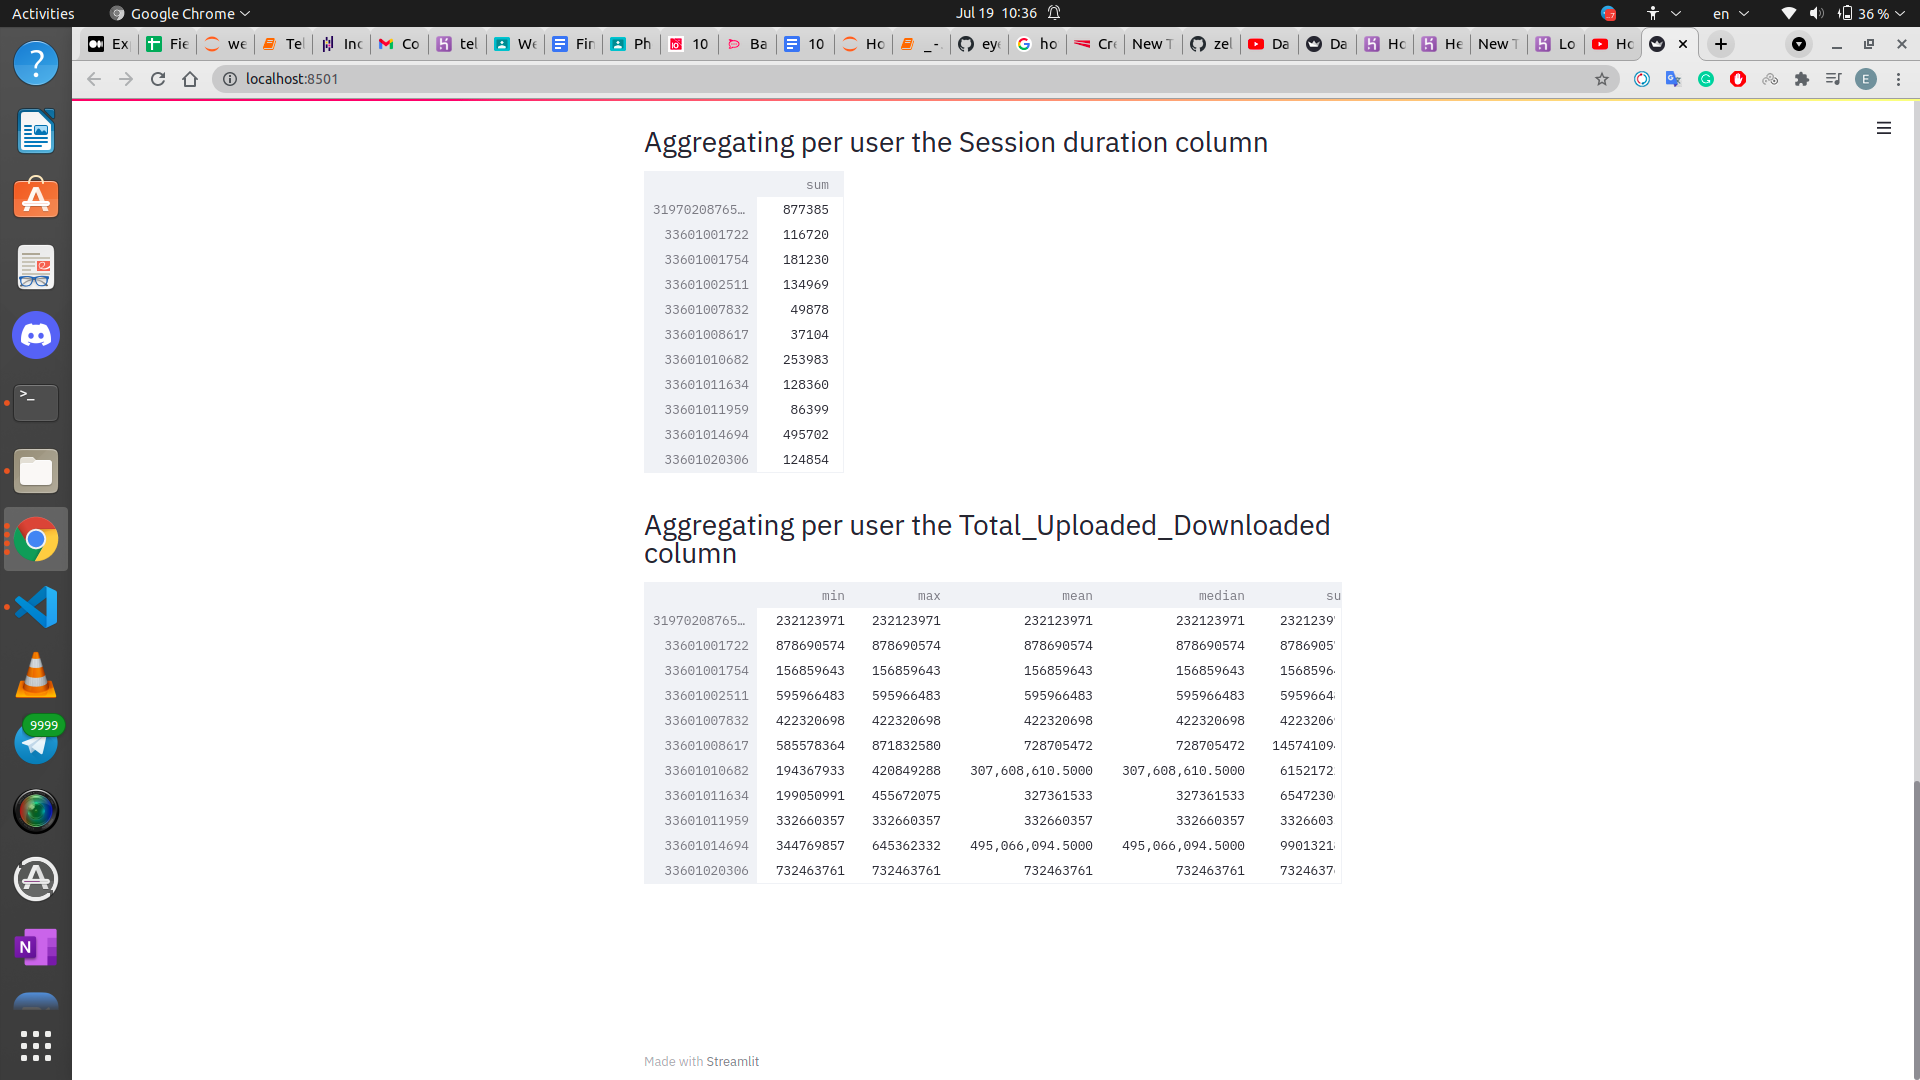 Activities Google Chrome Jul 19 10:36 en 36 %
Ex Fie we Tel Inc Co tel We Fin Ph 10 Ba 10 Ho _-. eye ho Cre New T zel Da Da Ho He New T Lo Ho
localhost:8501 E
Aggregating per user the Session duration column
sum
31970208765… 877385
33601001722 116720
33601001754 181230
33601002511 134969
33601007832 49878
33601008617 37104
33601010682 253983
33601011634 128360
33601011959 86399
33601014694 495702
33601020306 124854
Aggregating per user the Total_Uploaded_Downloaded
column
min max mean median su
31970208765… 232123971 232123971 232123971 232123971 2321239
33601001722 878690574 878690574 878690574 878690574 8786905
33601001754 156859643 156859643 156859643 156859643 1568596
33601002511 595966483 595966483 595966483 595966483 5959664
33601007832 422320698 422320698 422320698 422320698 4223206
33601008617 585578364 871832580 728705472 728705472 14574109
33601010682 194367933 420849288 307,608,610.5000 307,608,610.5000 6152172
33601011634 199050991 455672075 327361533 327361533 6547230
33601011959 332660357 332660357 332660357 332660357 3326603
33601014694 344769857 645362332 495,066,094.5000 495,066,094.5000 9901321
33601020306 732463761 732463761 732463761 732463761 7324637
9999
N
Made with Streamlit